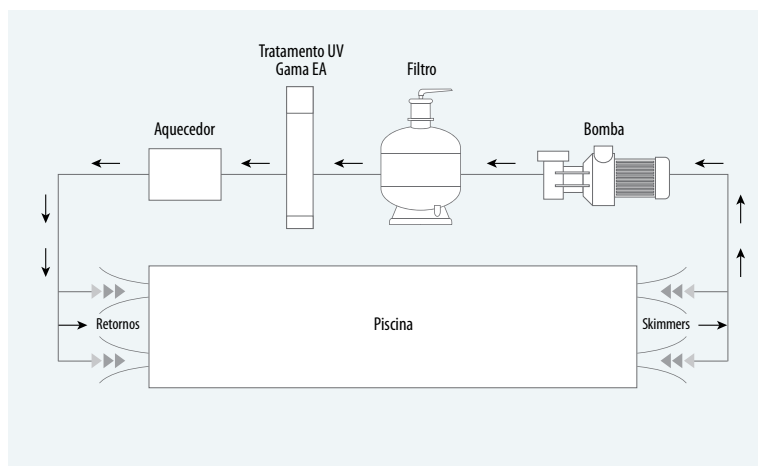 Tratamento UV
Gama EA
Filtro
Aquecedor
Bomba
Retornos
Piscina
Skimmers